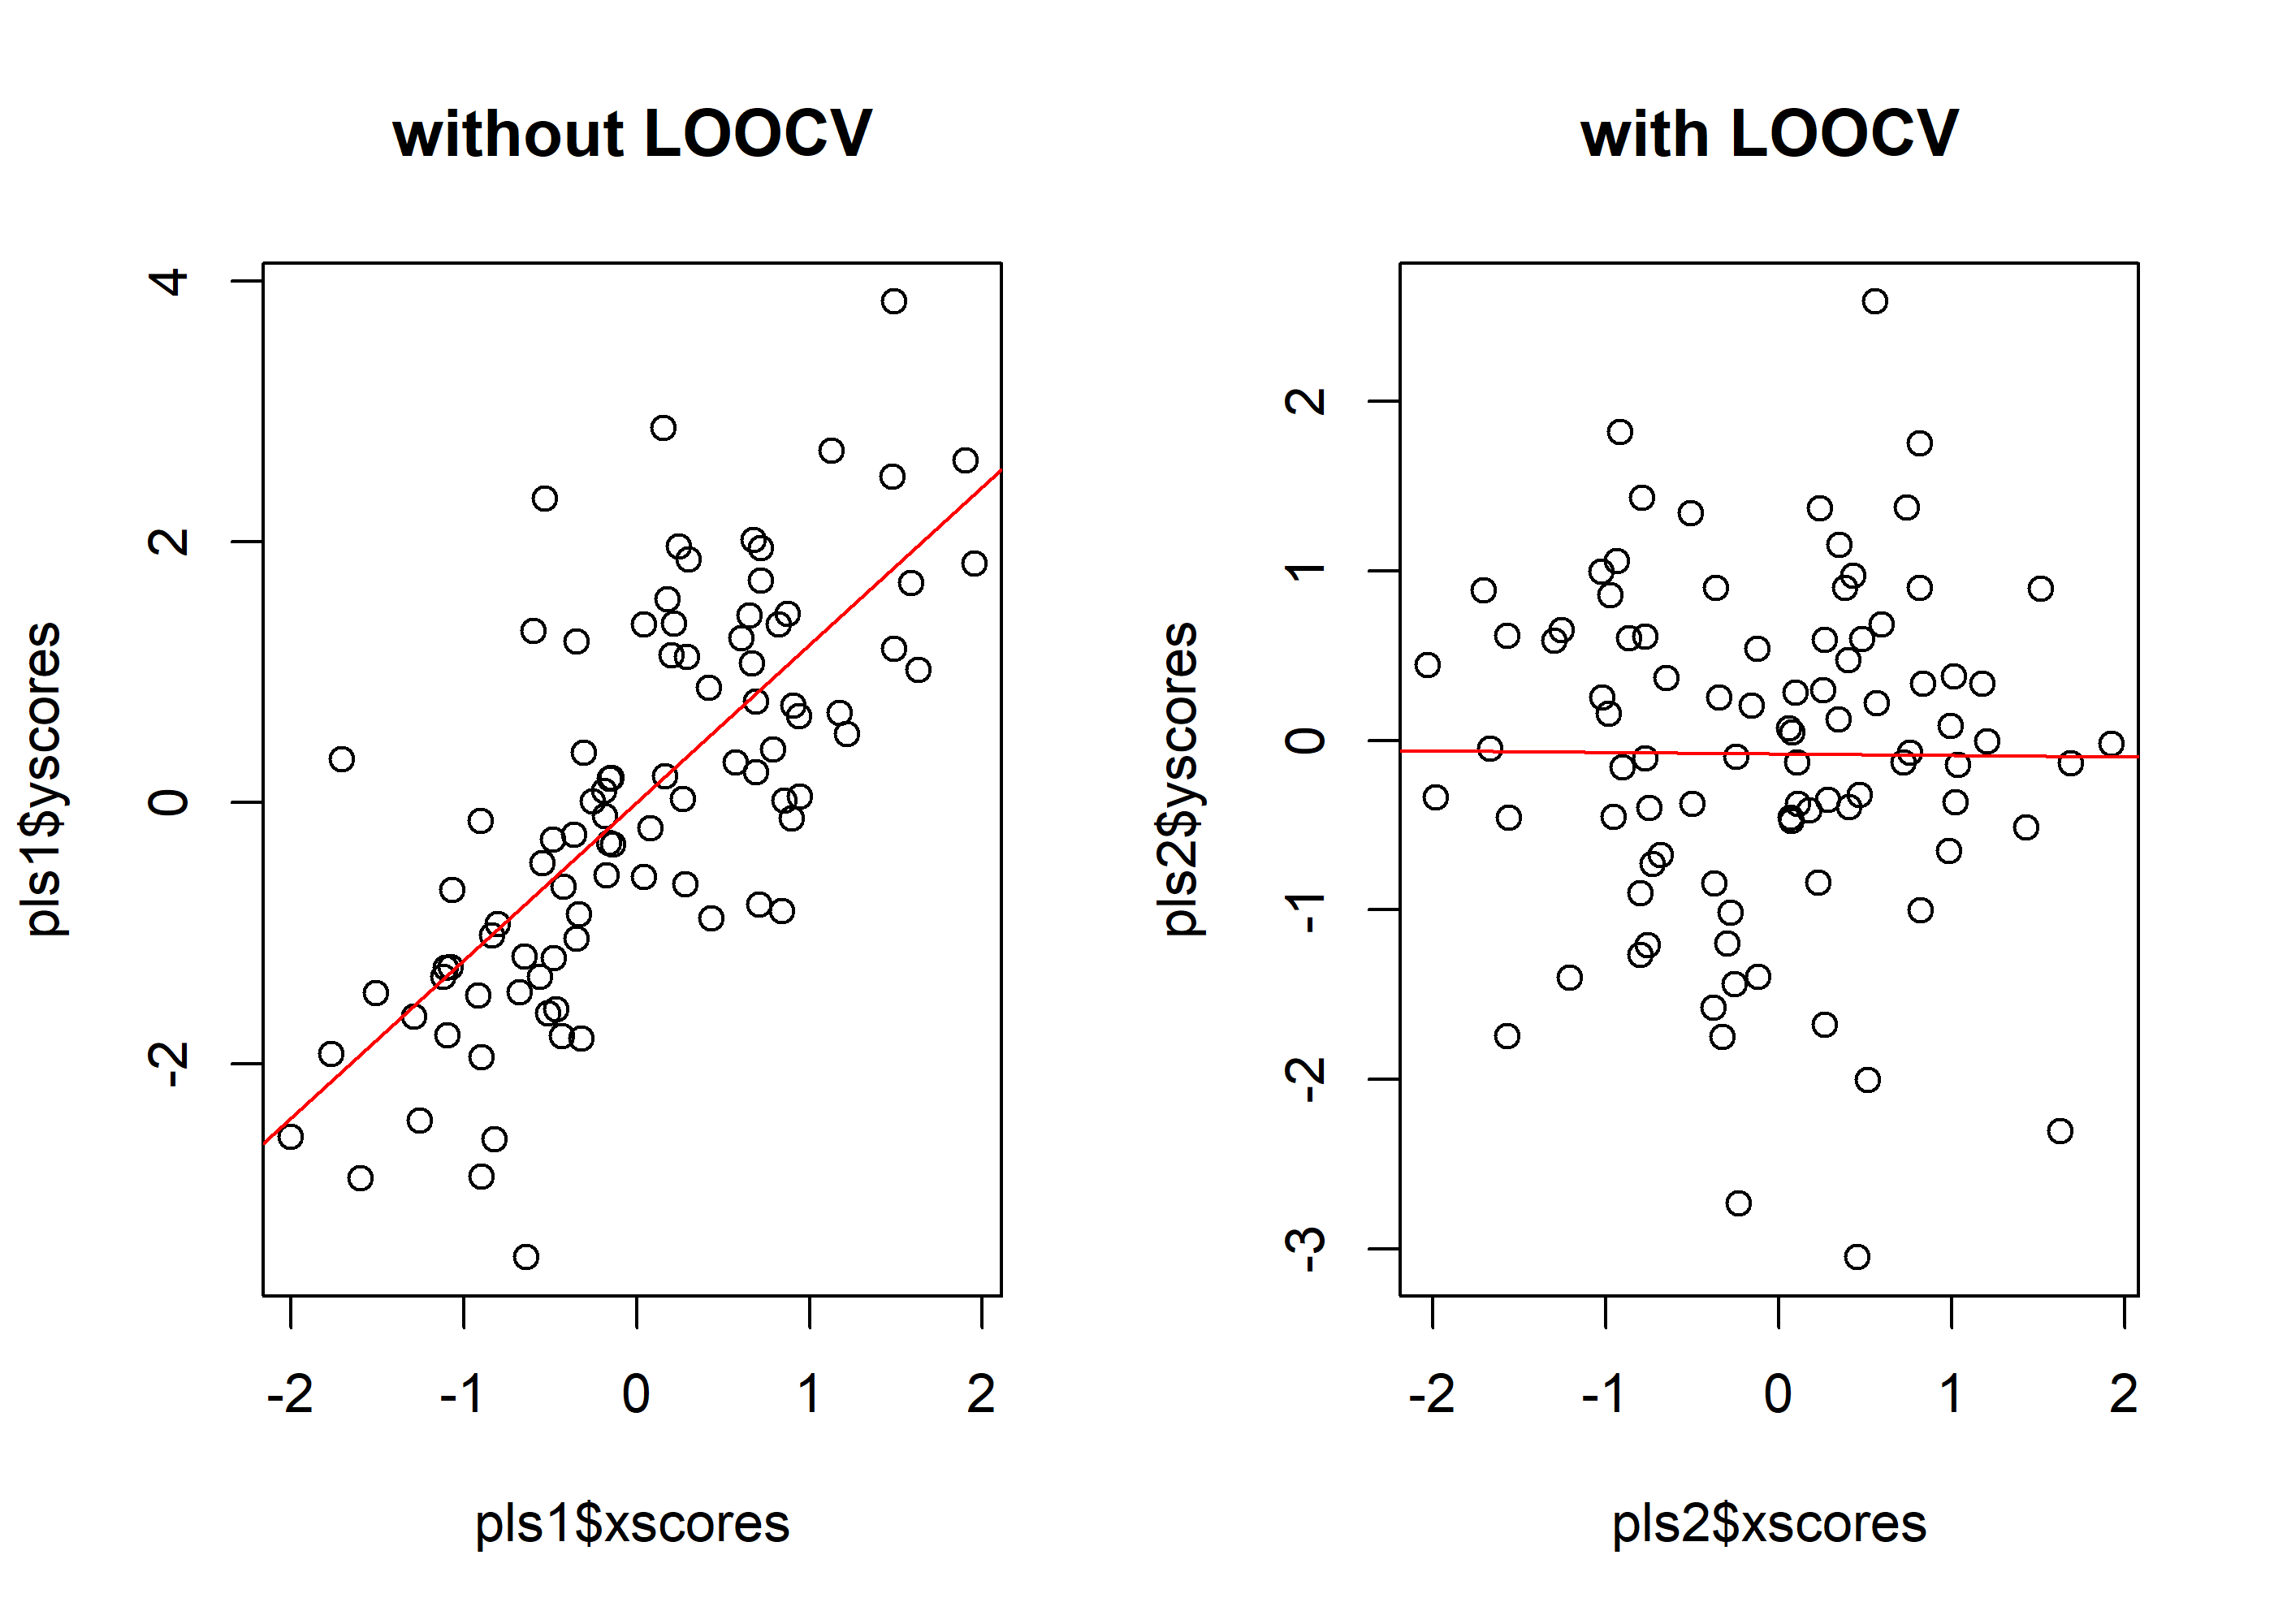 without LOOCV
pls1$yscores
4
2
0
-2
-2 -1 0 1 2
pls1$xscores
with LOOCV
pls2$yscores
2
1
0
-1
-2
-3
-2 -1 0 1 2
pls2$xscores